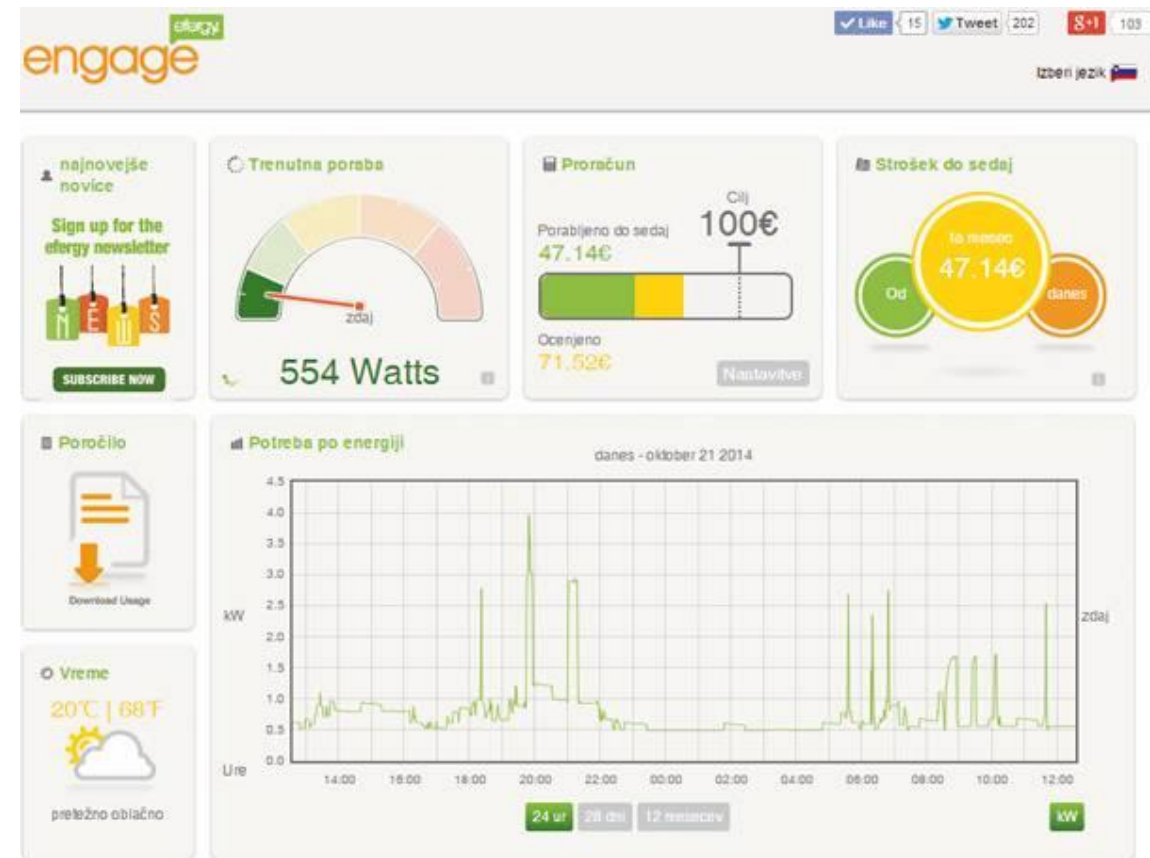 efergy
engage
Like 15 Tweet 202 g+1 103
Izberi jezik
najnovejše
novice
Sign up for the
efergy newsletter
NEWS
SUBSCRIBE NOW
Trenutna poraba
zdaj
554 Watts
Proračun
Cilj
100€
Porabljeno do sedaj
47.14€
Ocenjeno
71.52€
Nastavitve
Strošek do sedaj
Od
ta mesec
47.14€
danes
Poročilo
Download Usage
Vreme
20°C | 68°F
pretežno oblačno
Potreba po energiji
danes - oktober 21 2014
4.5
4.0
3.5
3.0
2.5
2.0
1.5
1.0
0.5
0.0
kW
zdaj
Ure
14:00 16:00 18:00 20:00 22:00 00:00 02:00 04:00 06:00 08:00 10:00 12:00
24 ur 28 dni 12 mesecev
kW